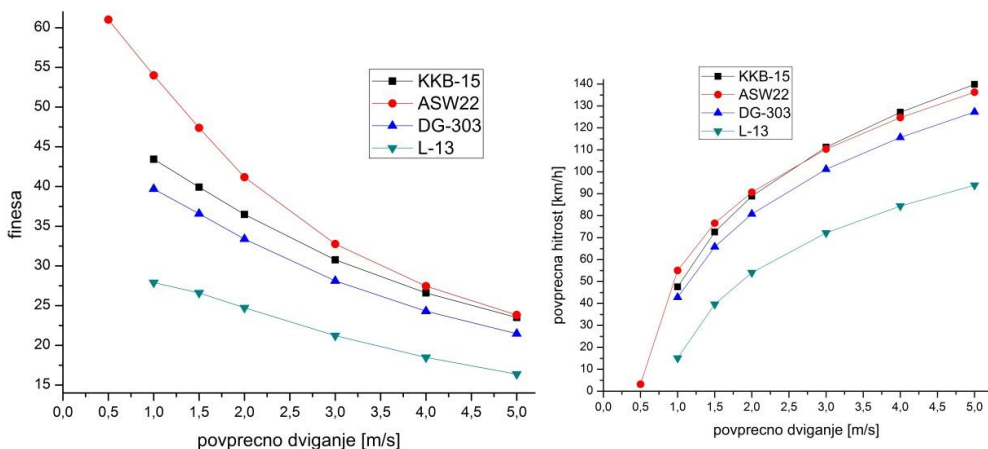 60
55
50
45
40
35
30
25
20
15
finesa
KKB-15
ASW22
DG-303
L-13
0,0 0,5 1,0 1,5 2,0 2,5 3,0 3,5 4,0 4,5 5,0
povprecno dviganje [m/s]
140
130
120
110
100
90
80
70
60
50
40
30
20
10
0
povprecna hitrost [km/h]
KKB-15
ASW22
DG-303
L-13
0,0 0,5 1,0 1,5 2,0 2,5 3,0 3,5 4,0 4,5 5,0
povprecno dviganje [m/s]